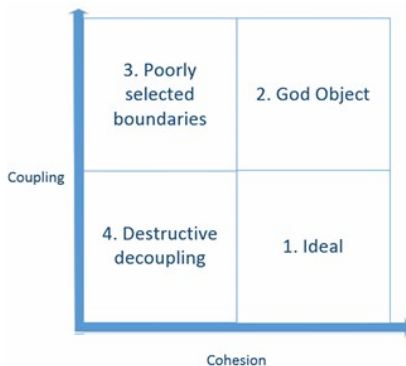 3. Poorly
selected
boundaries
2. God Object
Coupling
4. Destructive
decoupling
1. Ideal
Cohesion